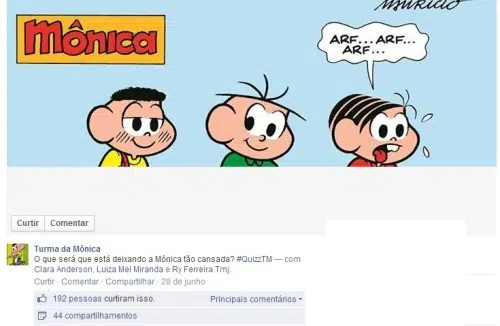 Mauricio
MÔNICA
ARF... ARF...
ARF...
Curtir Comentar
Turma da Mônica
O que será que está deixando a Mônica tão cansada? #QuizzTM — com
Clara Anderson, Luiza Mel Miranda e Ry Ferreira Tmj.
Curtir · Comentar · Compartilhar · 28 de junho
192 pessoas curtiram isso.
Principais comentários
44 compartilhamentos